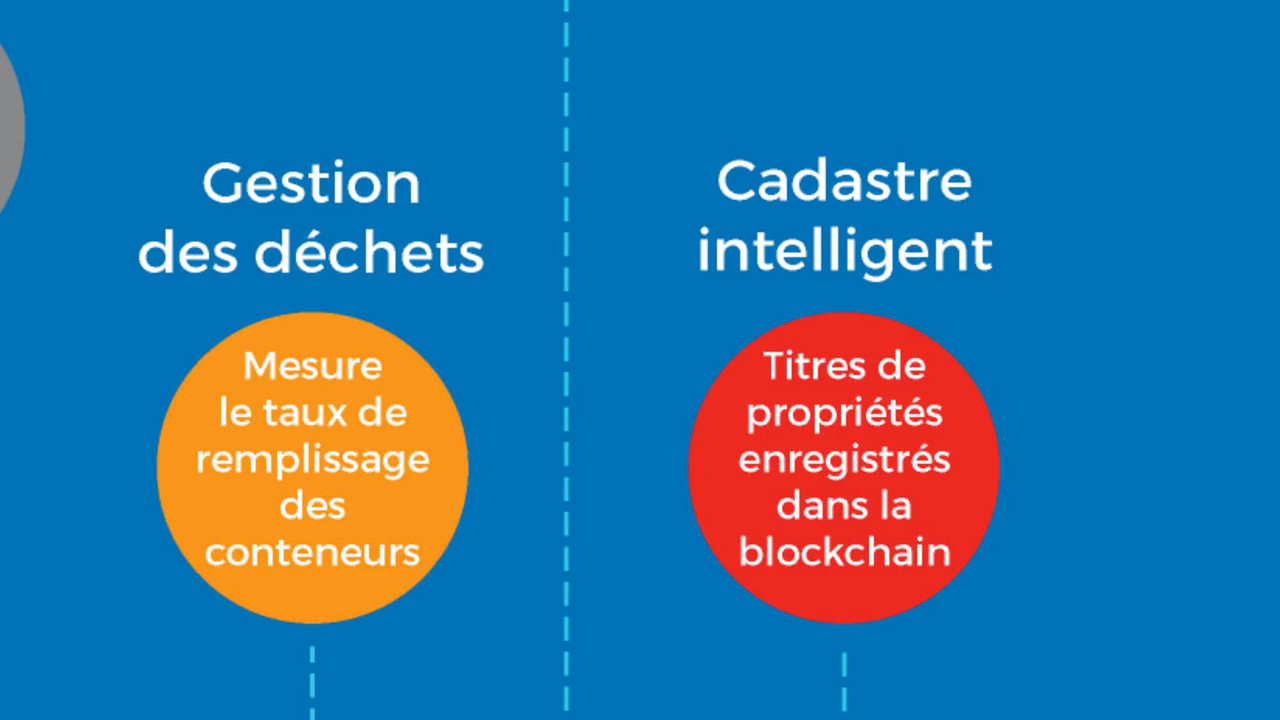 Gestion
des déchets
Mesure
le taux de
remplissage
des
conteneurs
Cadastre
intelligent
Titres de
propriétés
enregistrés
dans la
blockchain